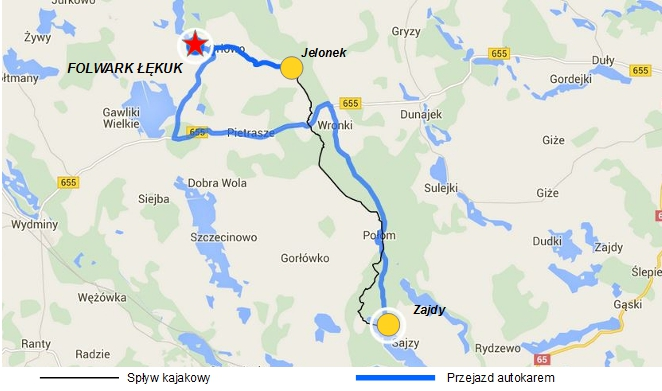 Jurkowo
Żywy
Gryzy
Jelonek
FOLWARK ŁĘKUK
655
Duły
Gordejki
Gawliki
Wielkie
655
Dunajek
Wronki
655
Pietrasze
Giże
655
Dobra Wola
Sulejki
Giże
Siejba
Wydminy
Szczecinowo
Połom
Dudki
Zajdy
Gorłówko
Ślepie
Wężówka
Gąski
Zajdy
Ranty
Radzie
Sajzy
Rydzewo
65
Spływ kajakowy
Przejazd autokarem